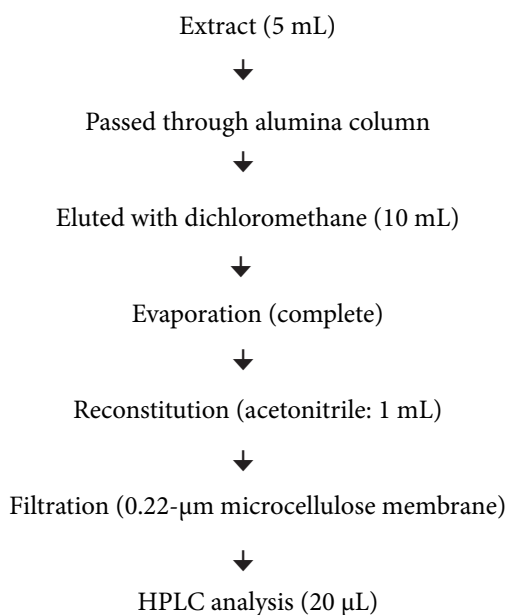 Extract (5 mL)
Passed through alumina column
Eluted with dichloromethane (10 mL)
Evaporation (complete)
Reconstitution (acetonitrile: 1 mL)
Filtration (0.22-μm microcellulose membrane)
HPLC analysis (20 μL)